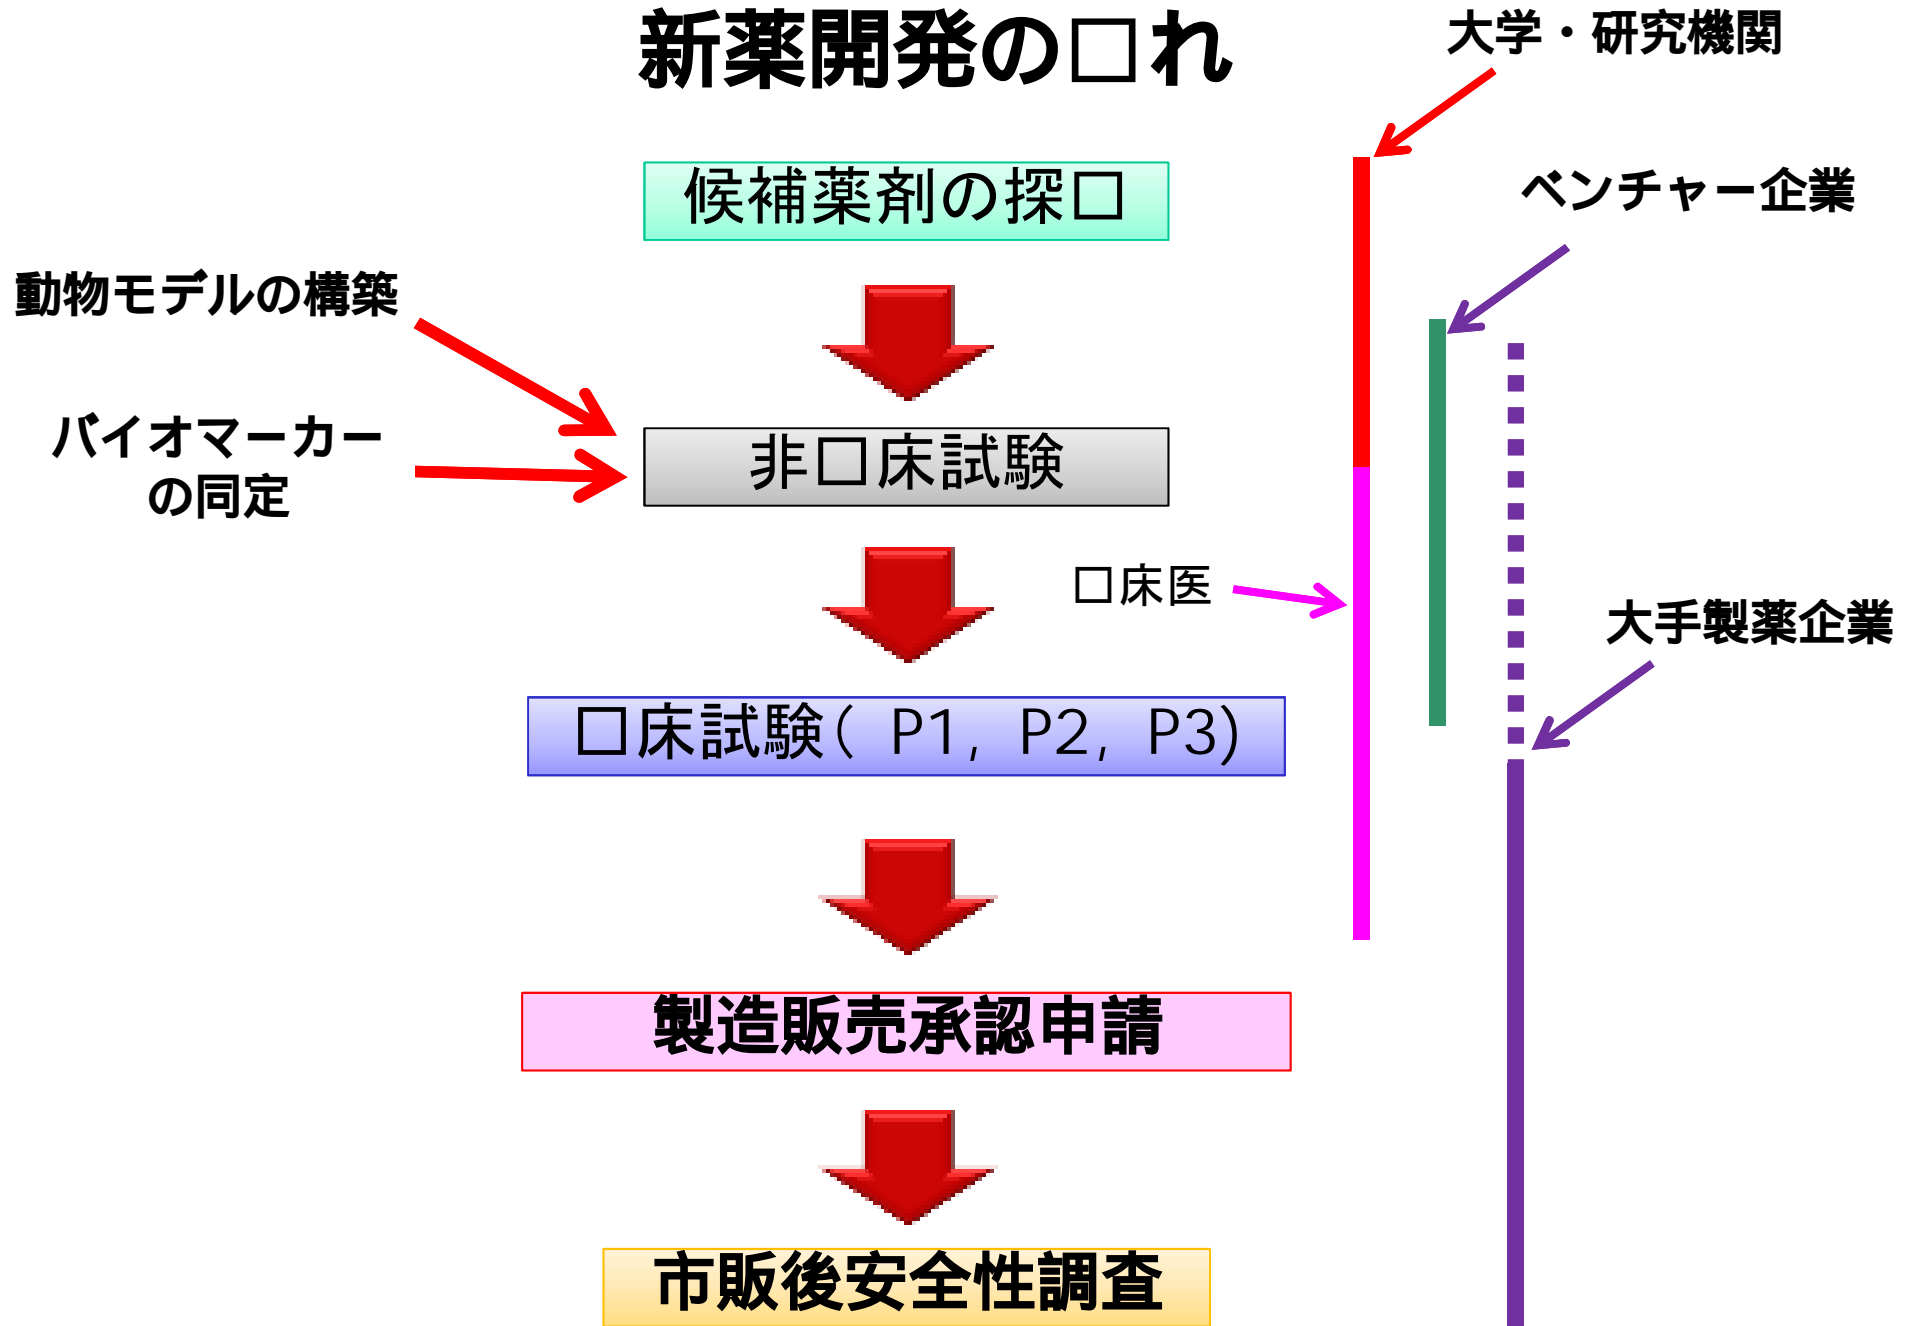 新薬開発の□れ
大学・研究機関
候補薬剤の探□
ベンチャー企業
動物モデルの構築
バイオマーカー
の同定
非□床試験
□床医
大手製薬企業
□床試験( P1, P2, P3)
製造販売承認申請
市販後安全性調査